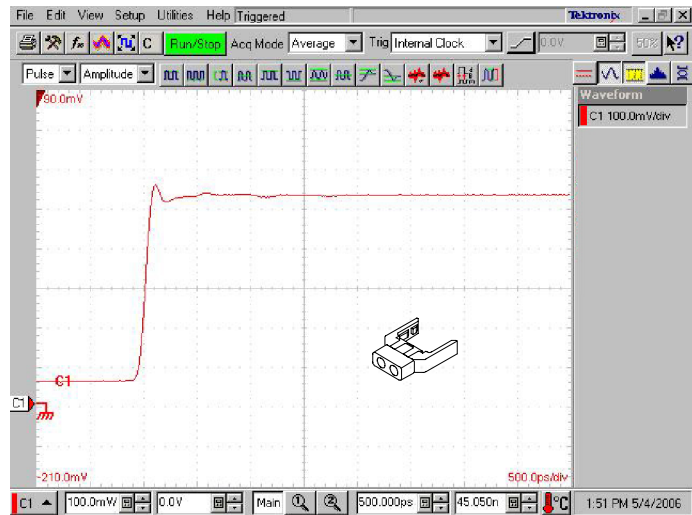 File Edit View Setup Utilities Help Triggered Tektronix
C Run/Stop Acq Mode Average Trig Internal Clock 0.0V 50%
Pulse Amplitude
90.0mV
Waveform
C1 100.0mV/div
C1
C1
-210.0mV
500.0ps/div
C1 100.0mV/ 0.0V Main 1 2 500.000ps 45.050n °C 1:51 PM 5/4/2006